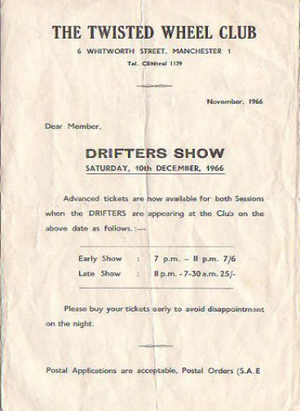 THE TWISTED WHEEL CLUB
6 WHITWORTH STREET, MANCHESTER 1
Tel. CENtral 1179
November, 1966
Dear Member,
DRIFTERS SHOW
SATURDAY, 10th DECEMBER, 1966
Advanced tickets are now available for both Sessions
when the DRIFTERS are appearing at the Club on the
above date as follows. :—
Early Show : 7 p.m. – 11 p.m. 7/6
Late Show : 11 p.m. - 7-30 a.m. 25/-
Please buy your tickets early to avoid disappointment
on the night.
Postal Applications are acceptable, Postal Orders (S.A.E